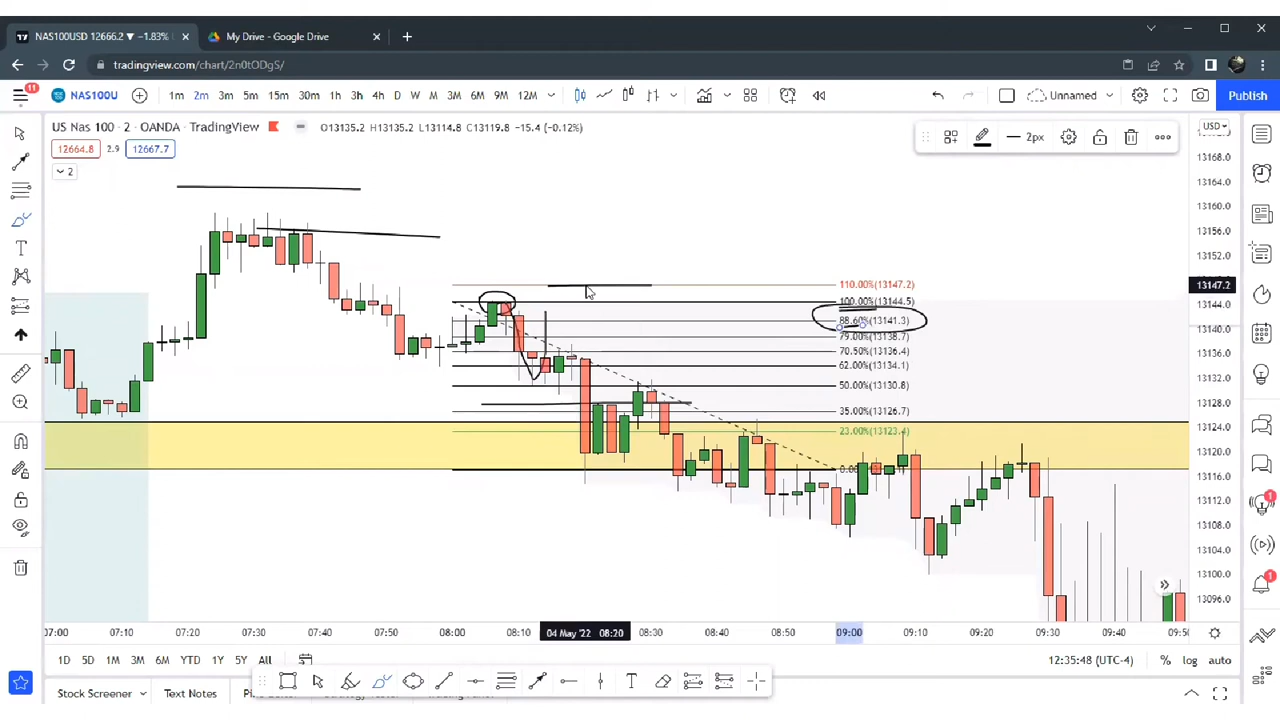 NAS100USD 12666.2 ▼ −1.83% U
My Drive - Google Drive
tradingview.com/chart/2n0tODgS/
11
NAS100U
1m 2m 3m 5m 15m 30m 1h 3h 4h D W M 3M 6M 9M 12M
Unnamed
Publish
US Nas 100 · 2 · OANDA · TradingView
O13135.2 H13135.2 L13114.8 C13119.8 −15.4 (−0.12%)
2px
USD
12664.8 2.9 12667.7
2
13168.0
13164.0
13160.0
13156.0
13152.0
13147.2
13144.0
13140.0
13136.0
13132.0
13128.0
13124.0
13120.0
13116.0
13112.0
13108.0
13104.0
13100.0
13096.0
110.00%(13147.2)
100.00%(13144.5)
88.60%(13141.3)
79.00%(13138.7)
70.50%(13136.4)
62.00%(13134.1)
50.00%(13130.8)
35.00%(13126.7)
23.00%(13123.4)
07:00 07:10 07:20 07:30 07:40 07:50 08:00 08:10 04 May '22 08:20 08:30 08:40 08:50 09:00 09:10 09:20 09:30 09:40 09:50
1D 5D 1M 3M 6M YTD 1Y 5Y All
12:35:48 (UTC-4) % log auto
Stock Screener Text Notes